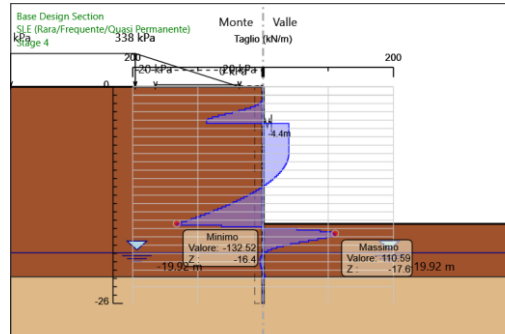 Base Design Section
SLE (Rara/Frequente/Quasi Permanente)
Stage 4
Monte Valle
Taglio (kN/m)
kPa 338 kPa
200 200
-20 kPa -20 kPa
0
-4.4m
Minimo
Valore: -132.52
Z : -16.4
Massimo
Valore: -110.59
Z : -17.6
-19.92 m 19.92 m
-26